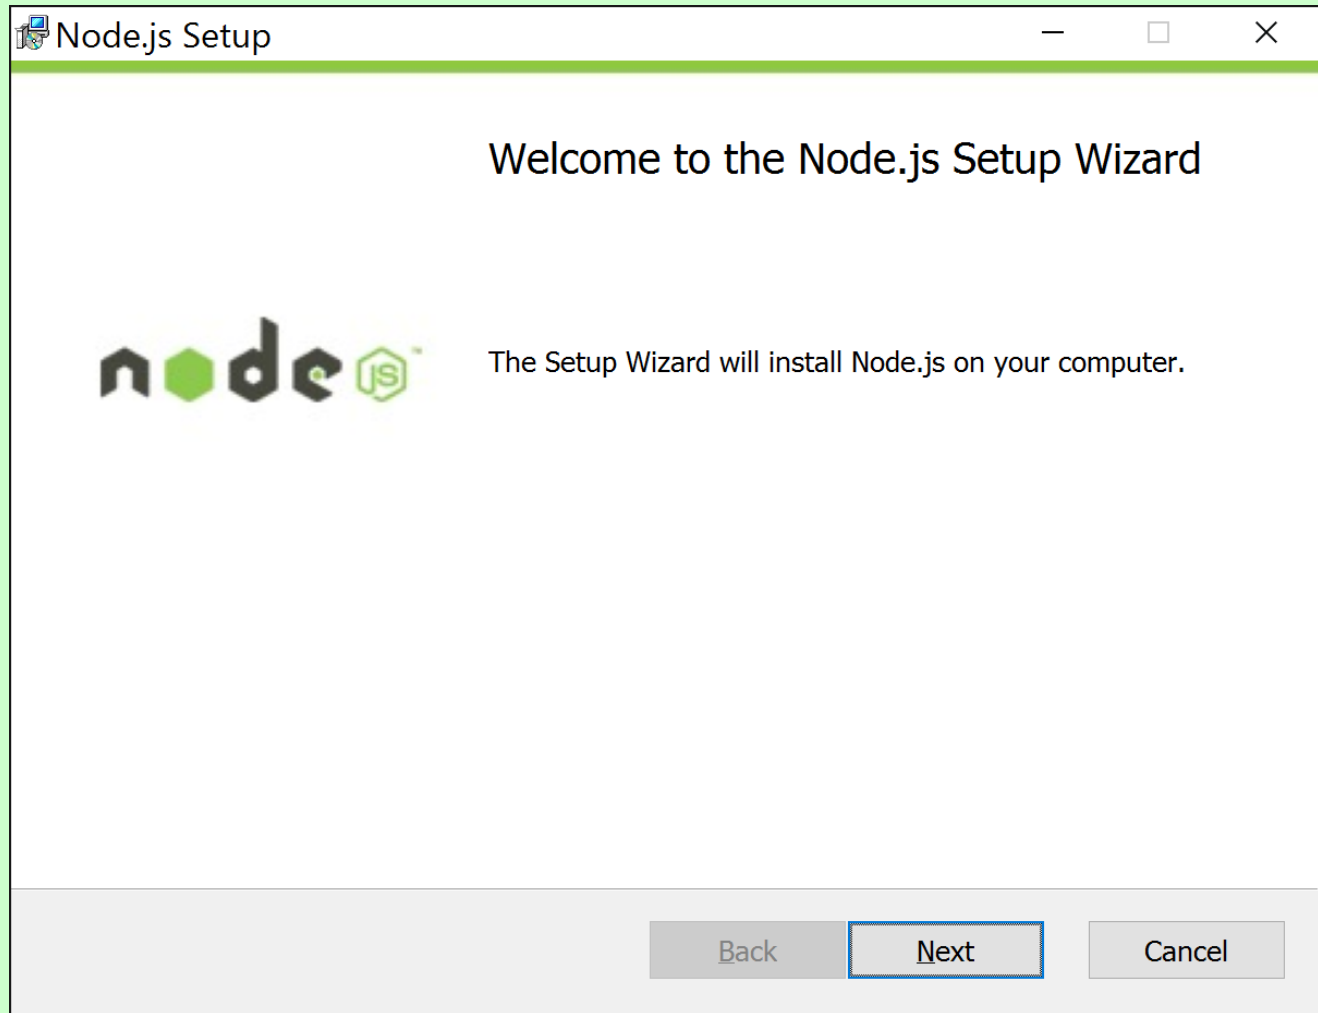 Node.js Setup
Welcome to the Node.js Setup Wizard
node JS™
The Setup Wizard will install Node.js on your computer.
Back
Next
Cancel